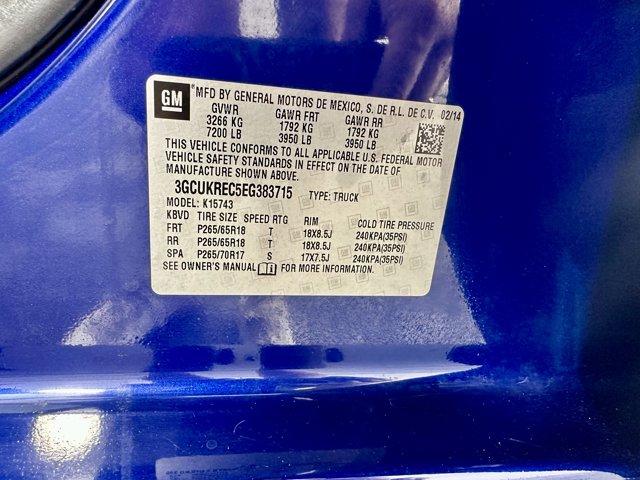 GM
®MFD BY GENERAL MOTORS DE MEXICO, S. DE R.L. DE C.V. 02/14
GVWR GAWR FRT GAWR RR
3266 KG 1792 KG 1792 KG
7200 LB 3950 LB 3950 LB
THIS VEHICLE CONFORMS TO ALL APPLICABLE U.S. FEDERAL MOTOR
VEHICLE SAFETY STANDARDS IN EFFECT ON THE DATE OF
MANUFACTURE SHOWN ABOVE.
3GCUKREC5EG383715 TYPE: TRUCK
MODEL: K15743
KBVD TIRE SIZE SPEED RTG RIM COLD TIRE PRESSURE
FRT P265/65R18 T 18X8.5J 240KPA(35PSI)
RR P265/65R18 T 18X8.5J 240KPA(35PSI)
SPA P265/70R17 S 17X7.5J 240KPA(35PSI)
SEE OWNER'S MANUAL FOR MORE INFORMATION.